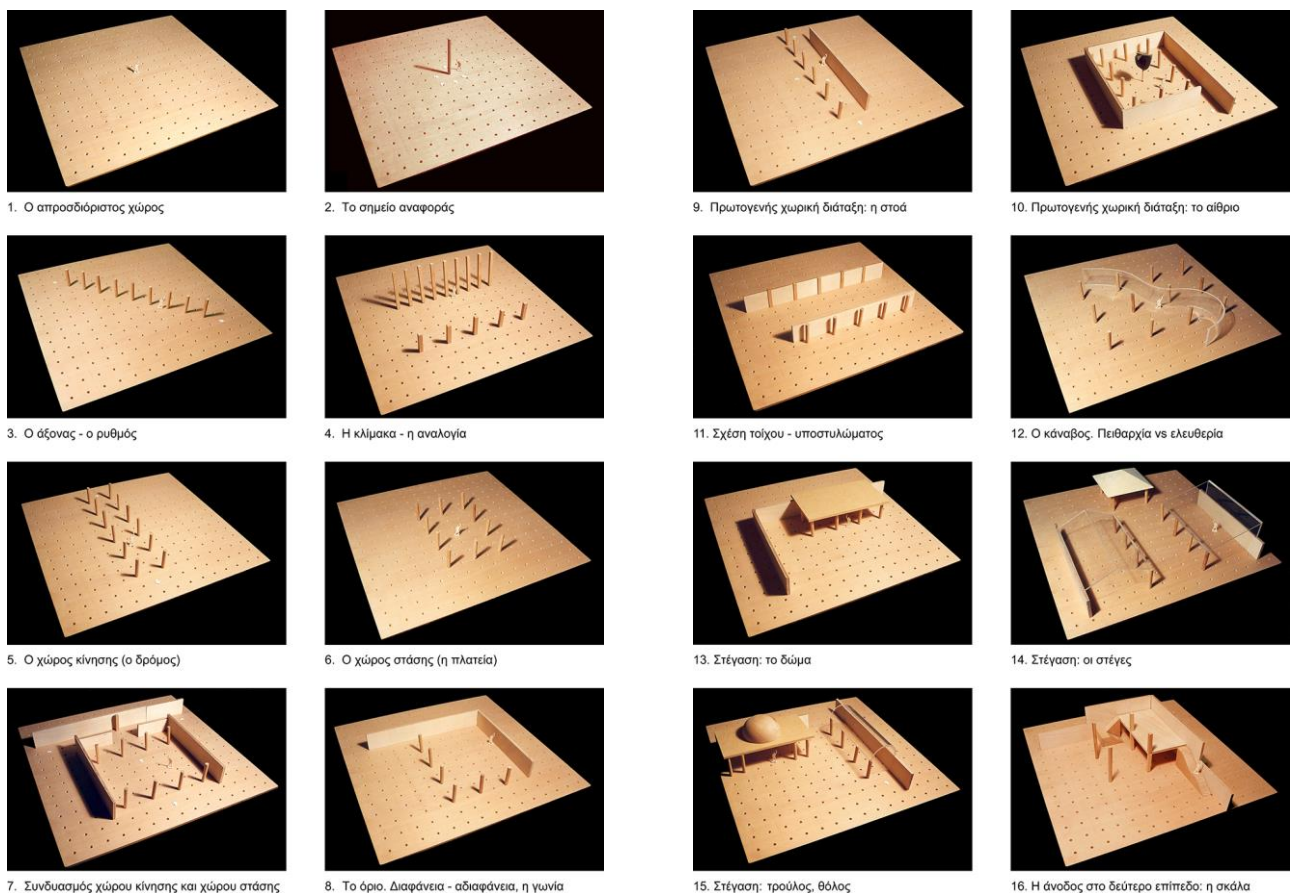 1. Ο απροσδιόριστος χώρος
2. Το σημείο αναφοράς
3. Ο άξονας - ο ρυθμός
4. Η κλίμακα - η αναλογία
5. Ο χώρος κίνησης (ο δρόμος)
6. Ο χώρος στάσης (η πλατεία)
7. Συνδυασμός χώρου κίνησης και χώρου στάσης
8. Το όριο. Διαφάνεια - αδιαφάνεια, η γωνία
9. Πρωτογενής χωρική διάταξη: η στοά
10. Πρωτογενής χωρική διάταξη: το αίθριο
11. Σχέση τοίχου - υποστυλώματος
12. Ο κάναβος. Πειθαρχία vs ελευθερία
13. Στέγαση: το δώμα
14. Στέγαση: οι στέγες
15. Στέγαση: τρούλος, θόλος
16. Η άνοδος στο δεύτερο επίπεδο: η σκάλα